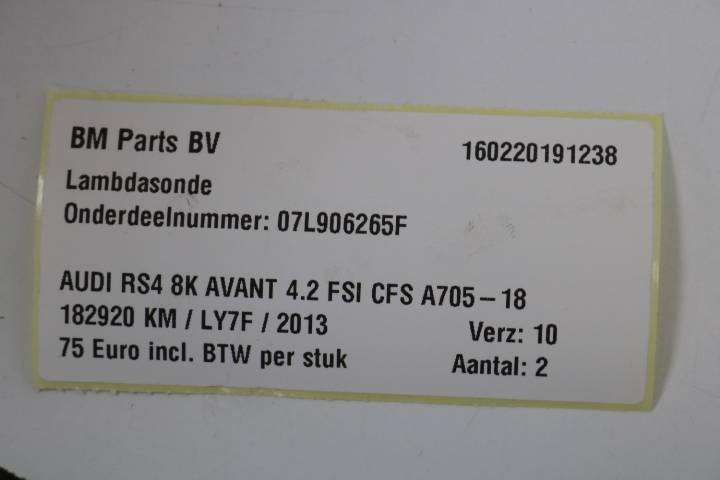 BM Parts BV 160220191238
Lambdasonde
Onderdeelnummer: 07L906265F
AUDI RS4 8K AVANT 4.2 FSI CFS A705-18
182920 KM / LY7F / 2013 Verz: 10
75 Euro incl. BTW per stuk Aantal: 2